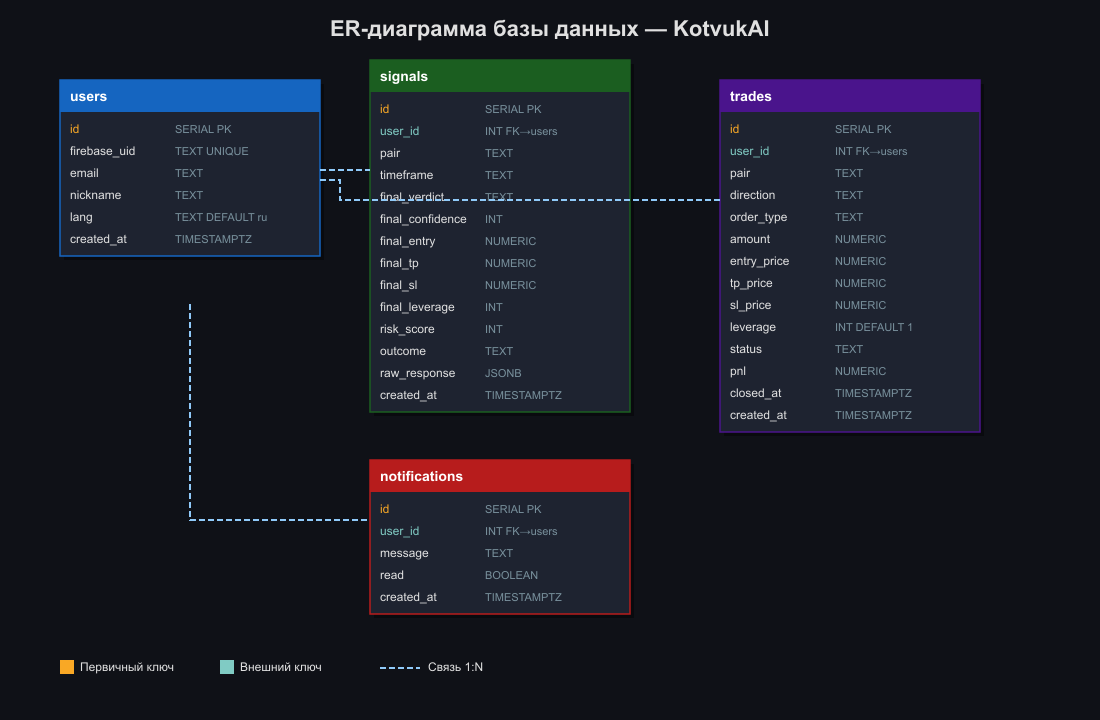 ER-диаграмма базы данных — KotvukAI
users
id SERIAL PK
firebase_uid TEXT UNIQUE
email TEXT
nickname TEXT
lang TEXT DEFAULT ru
created_at TIMESTAMPTZ
signals
id SERIAL PK
user_id INT FK→users
pair TEXT
timeframe TEXT
final_verdict TEXT
final_confidence INT
final_entry NUMERIC
final_tp NUMERIC
final_sl NUMERIC
final_leverage INT
risk_score INT
outcome TEXT
raw_response JSONB
created_at TIMESTAMPTZ
trades
id SERIAL PK
user_id INT FK→users
pair TEXT
direction TEXT
order_type TEXT
amount NUMERIC
entry_price NUMERIC
tp_price NUMERIC
sl_price NUMERIC
leverage INT DEFAULT 1
status TEXT
pnl NUMERIC
closed_at TIMESTAMPTZ
created_at TIMESTAMPTZ
notifications
id SERIAL PK
user_id INT FK→users
message TEXT
read BOOLEAN
created_at TIMESTAMPTZ
Первичный ключ
Внешний ключ
Связь 1:N